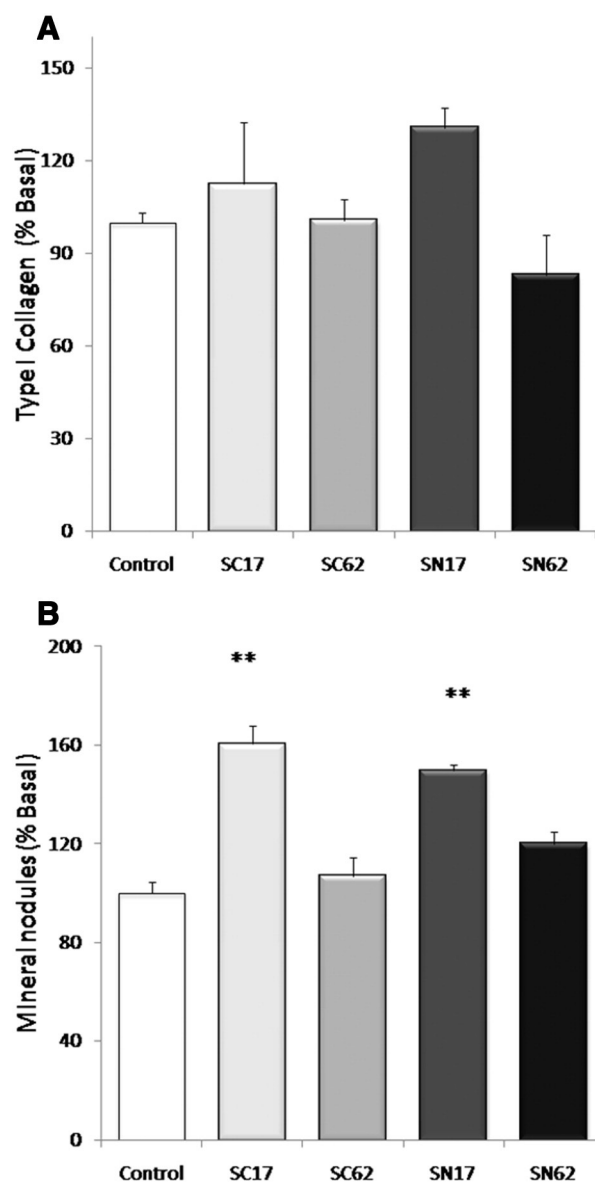 A
150
120
90
60
30
0
Type I Collagen (% Basal)
Control SC17 SC62 SN17 SN62
B
200
160
120
80
40
0
MIneral nodules (% Basal)
** **
Control SC17 SC62 SN17 SN62